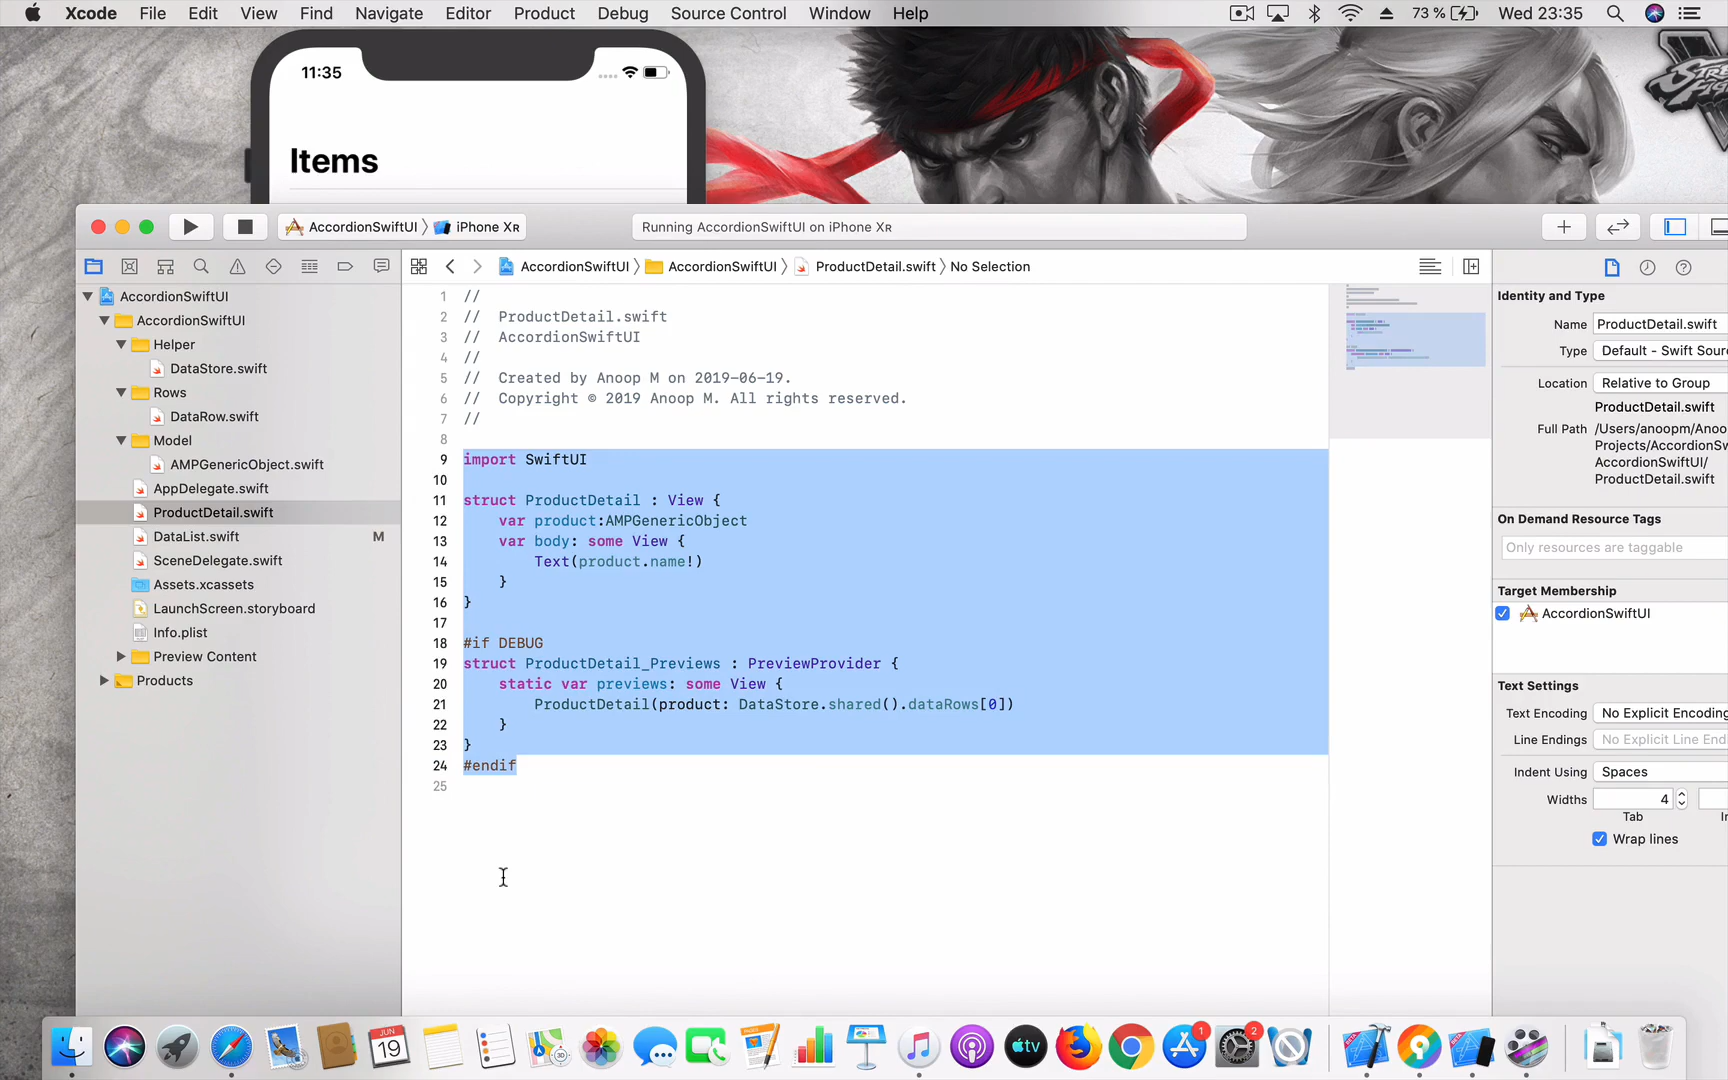 Xcode File Edit View Find Navigate Editor Product Debug Source Control Window Help 73 % Wed 23:35
11:35
Items
AccordionSwiftUI iPhone XR Running AccordionSwiftUI on iPhone XR
AccordionSwiftUI AccordionSwiftUI ProductDetail.swift No Selection
AccordionSwiftUI
AccordionSwiftUI
Helper
DataStore.swift
Rows
DataRow.swift
Model
AMPGenericObject.swift
AppDelegate.swift
ProductDetail.swift
DataList.swift M
SceneDelegate.swift
Assets.xcassets
LaunchScreen.storyboard
Info.plist
Preview Content
Products
1 //
2 // ProductDetail.swift
3 // AccordionSwiftUI
4 //
5 // Created by Anoop M on 2019-06-19.
6 // Copyright © 2019 Anoop M. All rights reserved.
7 //
8
9 import SwiftUI
10
11 struct ProductDetail : View {
12 var product:AMPGenericObject
13 var body: some View {
14 Text(product.name!)
15 }
16 }
17
18 #if DEBUG
19 struct ProductDetail_Previews : PreviewProvider {
20 static var previews: some View {
21 ProductDetail(product: DataStore.shared().dataRows[0])
22 }
23 }
24 #endif
25
Identity and Type
Name ProductDetail.swift
Type Default - Swift Sour
Location Relative to Group
ProductDetail.swift
Full Path /Users/anoopm/Anoo
Projects/AccordionSw
AccordionSwiftUI/
ProductDetail.swift
On Demand Resource Tags
Only resources are taggable
Target Membership
AccordionSwiftUI
Text Settings
Text Encoding No Explicit Encoding
Line Endings No Explicit Line End
Indent Using Spaces
Widths 4
Tab In
Wrap lines
JUN
19
3D
tv
1
2